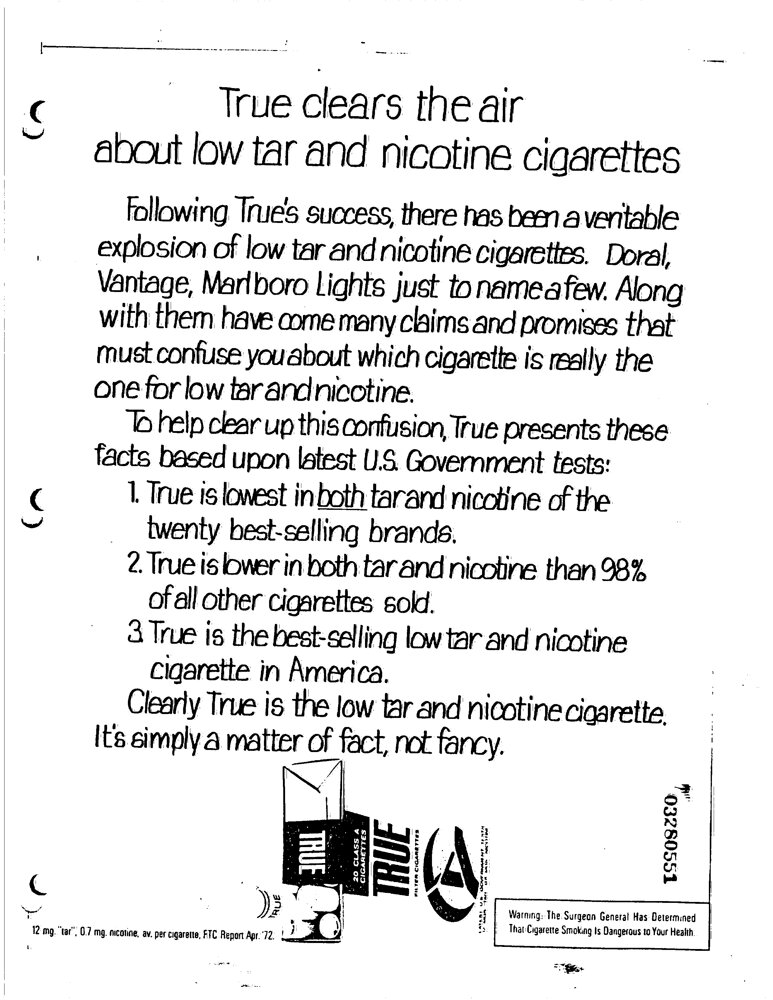 True clears the air
about low tar and nicotine cigarettes
Following True's success, there has been a veritable
explosion of low tar and nicotine cigarettes. Doral,
Vantage, Marlboro Lights just to name a few. Along
with them have come many claims and promises that
must confuse you about which cigarette is really the
one for low tar and nicotine.
To help clear up this confusion, True presents these
facts based upon latest U.S. Government tests:
1. True is lowest in both tar and nicotine of the
twenty best-selling brands.
2. True is lower in both tar and nicotine than 98%
of all other cigarettes sold.
3 True is the best-selling low tar and nicotine
cigarette in America.
Clearly True is the low tar and nicotine cigarette.
It's simply a matter of fact, not fancy.
TRUE
20 CLASS A
CIGARETTES
TRUE
FILTER CIGARETTES
TRUE
03280551
12 mg. "tar", 0.7 mg. nicotine, av. per cigarette, FTC Report Apr. '72.
Warning: The Surgeon General Has Determined
That Cigarette Smoking Is Dangerous to Your Health.